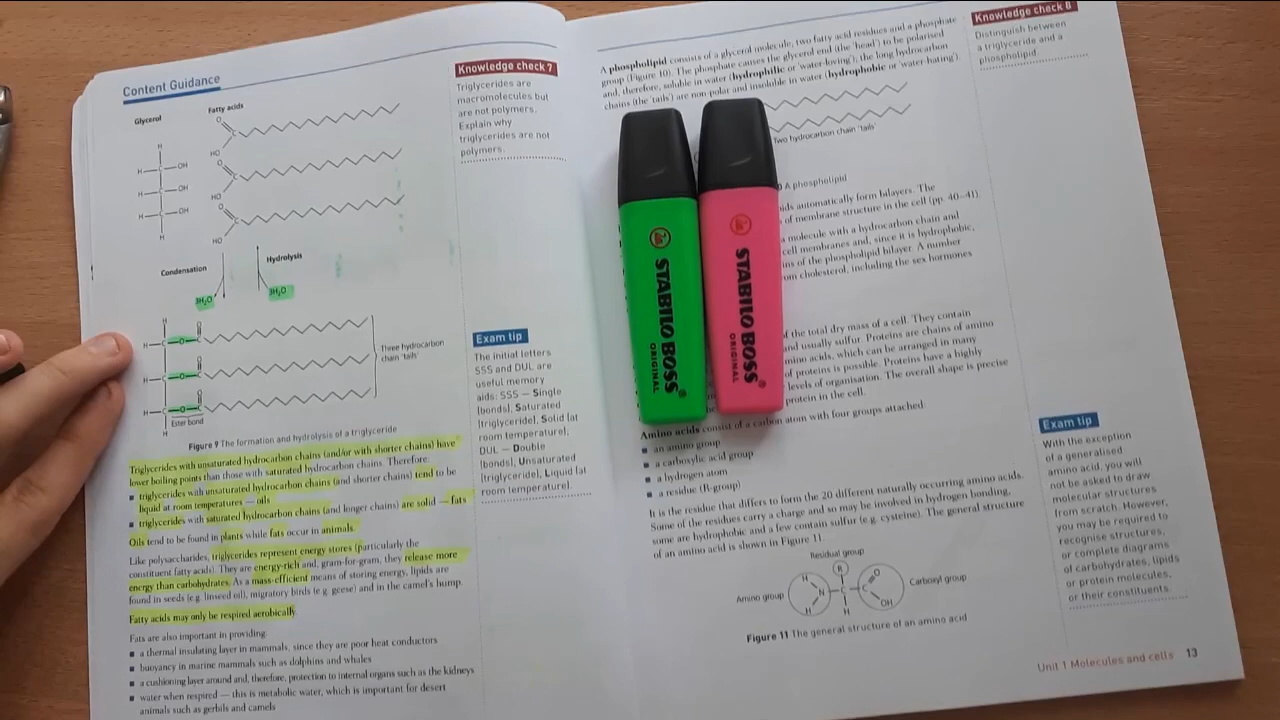 Content Guidance
Glycerol
Fatty acids
H
O
C
HO
H—C—OH
O
C
HO
H—C—OH
O
C
HO
H—C—OH
H
Condensation
Hydrolysis
3H₂O
3H₂O
H
O
H—C—O—C
O
H—C—O—C
O
H—C—O—C
H
Ester bond
Three hydrocarbon
chain 'tails'
Figure 9 The formation and hydrolysis of a triglyceride
Triglycerides with unsaturated hydrocarbon chains (and/or with shorter chains) have
lower boiling points than those with saturated hydrocarbon chains. Therefore:
■ triglycerides with unsaturated hydrocarbon chains (and shorter chains) tend to be
liquid at room temperatures — oils
■ triglycerides with saturated hydrocarbon chains (and longer chains) are solid — fats
Oils tend to be found in plants while fats occur in animals.
Like polysaccharides, triglycerides represent energy stores (particularly the
constituent fatty acids). They are energy-rich and, gram-for-gram, they release more
energy than carbohydrates. As a mass-efficient means of storing energy, lipids are
found in seeds (e.g. linseed oil), migratory birds (e.g. geese) and in the camel's hump.
Fatty acids may only be respired aerobically.
Fats are also important in providing:
■ a thermal insulating layer in mammals, since they are poor heat conductors
■ buoyancy in marine mammals such as dolphins and whales
■ a cushioning layer around and, therefore, protection to internal organs such as the kidneys
■ water when respired — this is metabolic water, which is important for desert
animals such as gerbils and camels
Knowledge check 7
Triglycerides are
macromolecules but
are not polymers.
Explain why
triglycerides are not
polymers.
Exam tip
The initial letters
SSS and DUL are
useful memory
aids: SSS — Single
(bonds), Saturated
(triglyceride), Solid (at
room temperature),
DUL — Double
(bonds), Unsaturated
(triglyceride), Liquid (at
room temperature).
A phospholipid consists of a glycerol molecule, two fatty acid residues and a phosphate
group (Figure 10). The phosphate causes the glycerol end (the 'head') to be polarised
and, therefore, soluble in water (hydrophilic or 'water-loving'); the long hydrocarbon
chains (the 'tails') are non-polar and insoluble in water (hydrophobic or 'water-hating').
Two hydrocarbon chain 'tails'
A phospholipid
automatically form bilayers. The
of membrane structure in the cell (pp. 40–41).
a molecule with a hydrocarbon chain and
cell membranes and, since it is hydrophobic,
of the phospholipid bilayer. A number
cholesterol, including the sex hormones
of the total dry mass of a cell. They contain
and usually sulfur. Proteins are chains of amino
amino acids, which can be arranged in many
of proteins is possible. Proteins have a highly
levels of organisation. The overall shape is precise
protein in the cell.
STABILO BOSS®
ORIGINAL
STABILO BOSS®
ORIGINAL
Amino acids consist of a carbon atom with four groups attached:
■ an amino group
■ a carboxylic acid group
■ a hydrogen atom
■ a residue (R-group)
It is the residue that differs to form the 20 different naturally occurring amino acids.
Some of the residues carry a charge and so may be involved in hydrogen bonding,
some are hydrophobic and a few contain sulfur (e.g. cysteine). The general structure
of an amino acid is shown in Figure 11.
Residual group
R
Amino group
H
H
N
C
H
C
O
OH
Carboxyl group
Figure 11 The general structure of an amino acid
Knowledge check 8
Distinguish between
a triglyceride and a
phospholipid.
Exam tip
With the exception
of a generalised
amino acid, you will
not be asked to draw
molecular structures
from scratch. However,
you may be required to
recognise structures,
or complete diagrams
of carbohydrates, lipids
or protein molecules,
or their constituents.
Unit 1 Molecules and cells 13